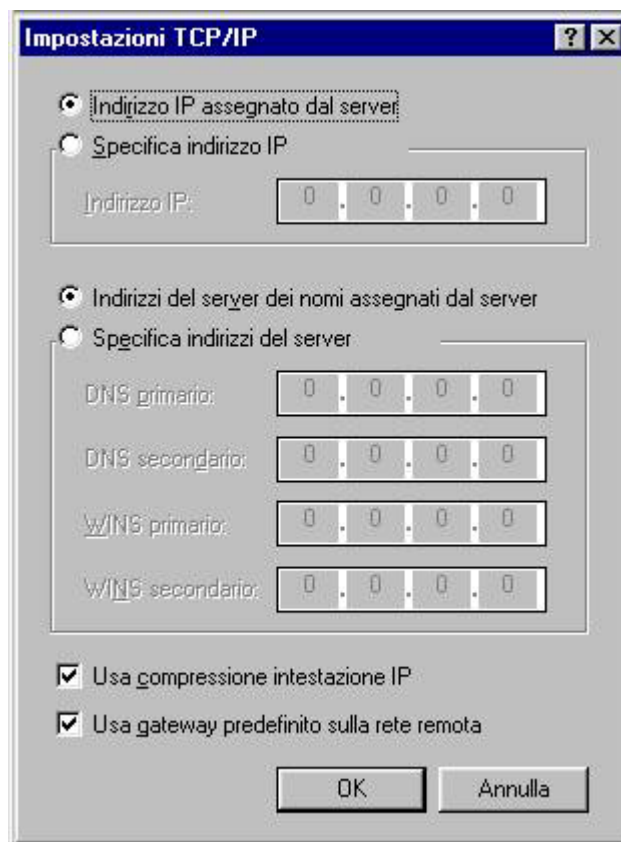 Impostazioni TCP/IP ? ×
Indirizzo IP assegnato dal server
Specifica indirizzo IP
Indirizzo IP: 0 . 0 . 0 . 0
Indirizzi del server dei nomi assegnati dal server
Specifica indirizzi del server
DNS primario: 0 . 0 . 0 . 0
DNS secondario: 0 . 0 . 0 . 0
WINS primario: 0 . 0 . 0 . 0
WINS secondario: 0 . 0 . 0 . 0
Usa compressione intestazione IP
Usa gateway predefinito sulla rete remota
OK Annulla